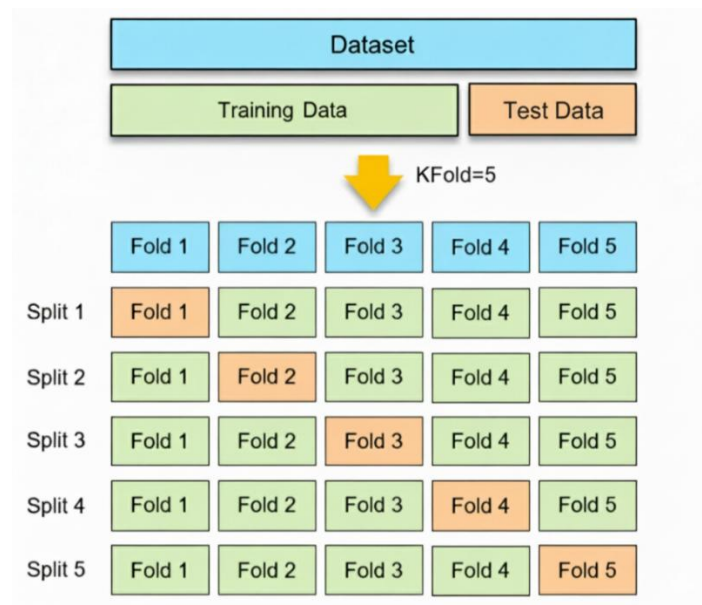 Dataset
Training Data Test Data
KFold=5
Fold 1 Fold 2 Fold 3 Fold 4 Fold 5
Split 1 Fold 1 Fold 2 Fold 3 Fold 4 Fold 5
Split 2 Fold 1 Fold 2 Fold 3 Fold 4 Fold 5
Split 3 Fold 1 Fold 2 Fold 3 Fold 4 Fold 5
Split 4 Fold 1 Fold 2 Fold 3 Fold 4 Fold 5
Split 5 Fold 1 Fold 2 Fold 3 Fold 4 Fold 5